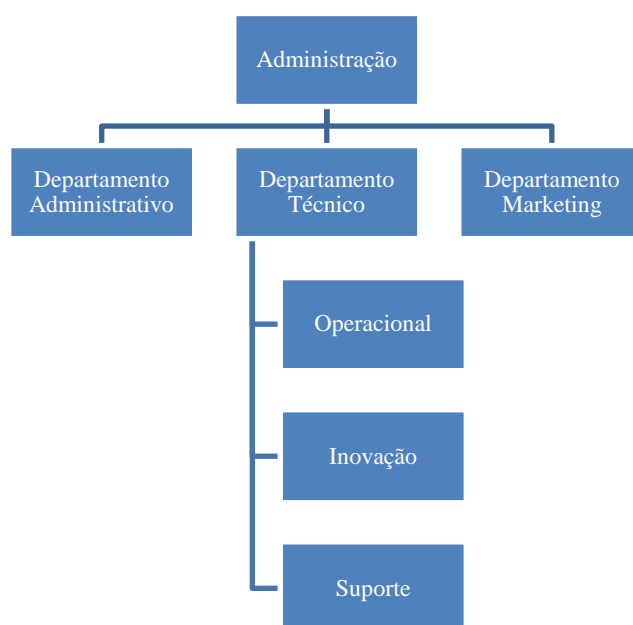 Administração
Departamento
Administrativo
Departamento
Técnico
Departamento
Marketing
Operacional
Inovação
Suporte